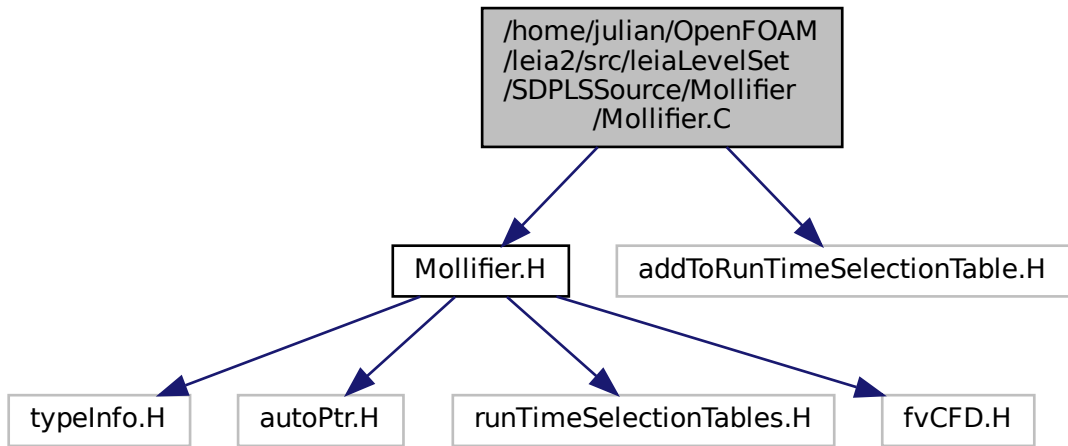 /home/julian/OpenFOAM
/leia2/src/leiaLevelSet
/SDPLSSource/Mollifier
/Mollifier.C
Mollifier.H
addToRunTimeSelectionTable.H
typeInfo.H
autoPtr.H
runTimeSelectionTables.H
fvCFD.H